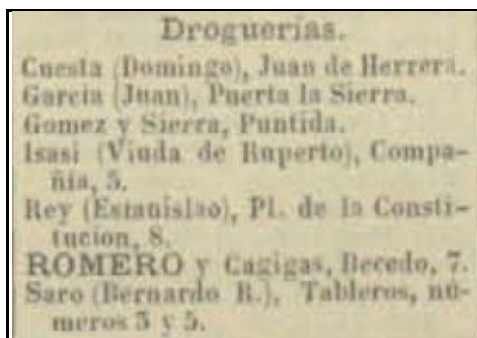 Droguerías.
Cuesta (Domingo), Juan de Herrera.
García (Juan), Puerta la Sierra.
Gomez y Sierra, Puntida.
Isasi (Viuda de Ruperto), Compa-
ñía, 5.
Rey (Estanislao), Pl. de la Consti-
tucion, 8.
ROMERO y Cagigas, Becedo, 7.
Saro (Bernardo R.), Tableros, nú-
meros 3 y 5.